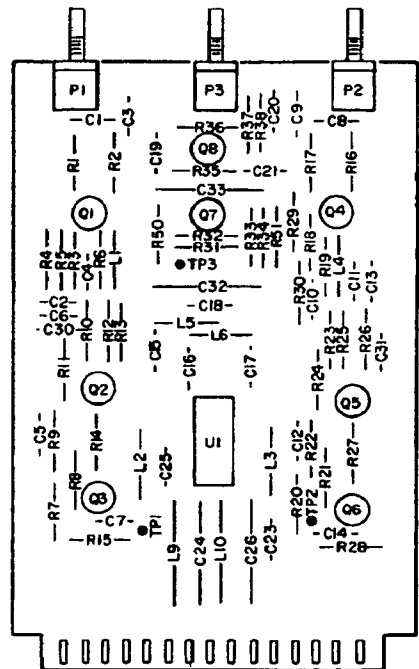 P1 P3 P2
C1 C3 R36 R37 R38 C20 C9 C8
R1 R2 C19 Q8 R17 R16
R35 C21
C33
Q1 Q7 Q4
R50 R32 R33 R34 R51 R29 R18
R31
R4 R5 R3 C4 R6 L1 TP3 R19 L4
C32 R30 C10 C11 C13
C2 C18
C6
C30 R10 R12 R13 L5 L6
R11 C15 C16 C17 R24 R23 R25 R26 C31
Q2 Q5
C5 R9 R14 L2 U1 L3 C12 R22 R27
R8 C25 R21
R7 Q3 R20 TP2 Q6
C7 TP1 C14
R15 L9 C24 L10 C26 C23 R28